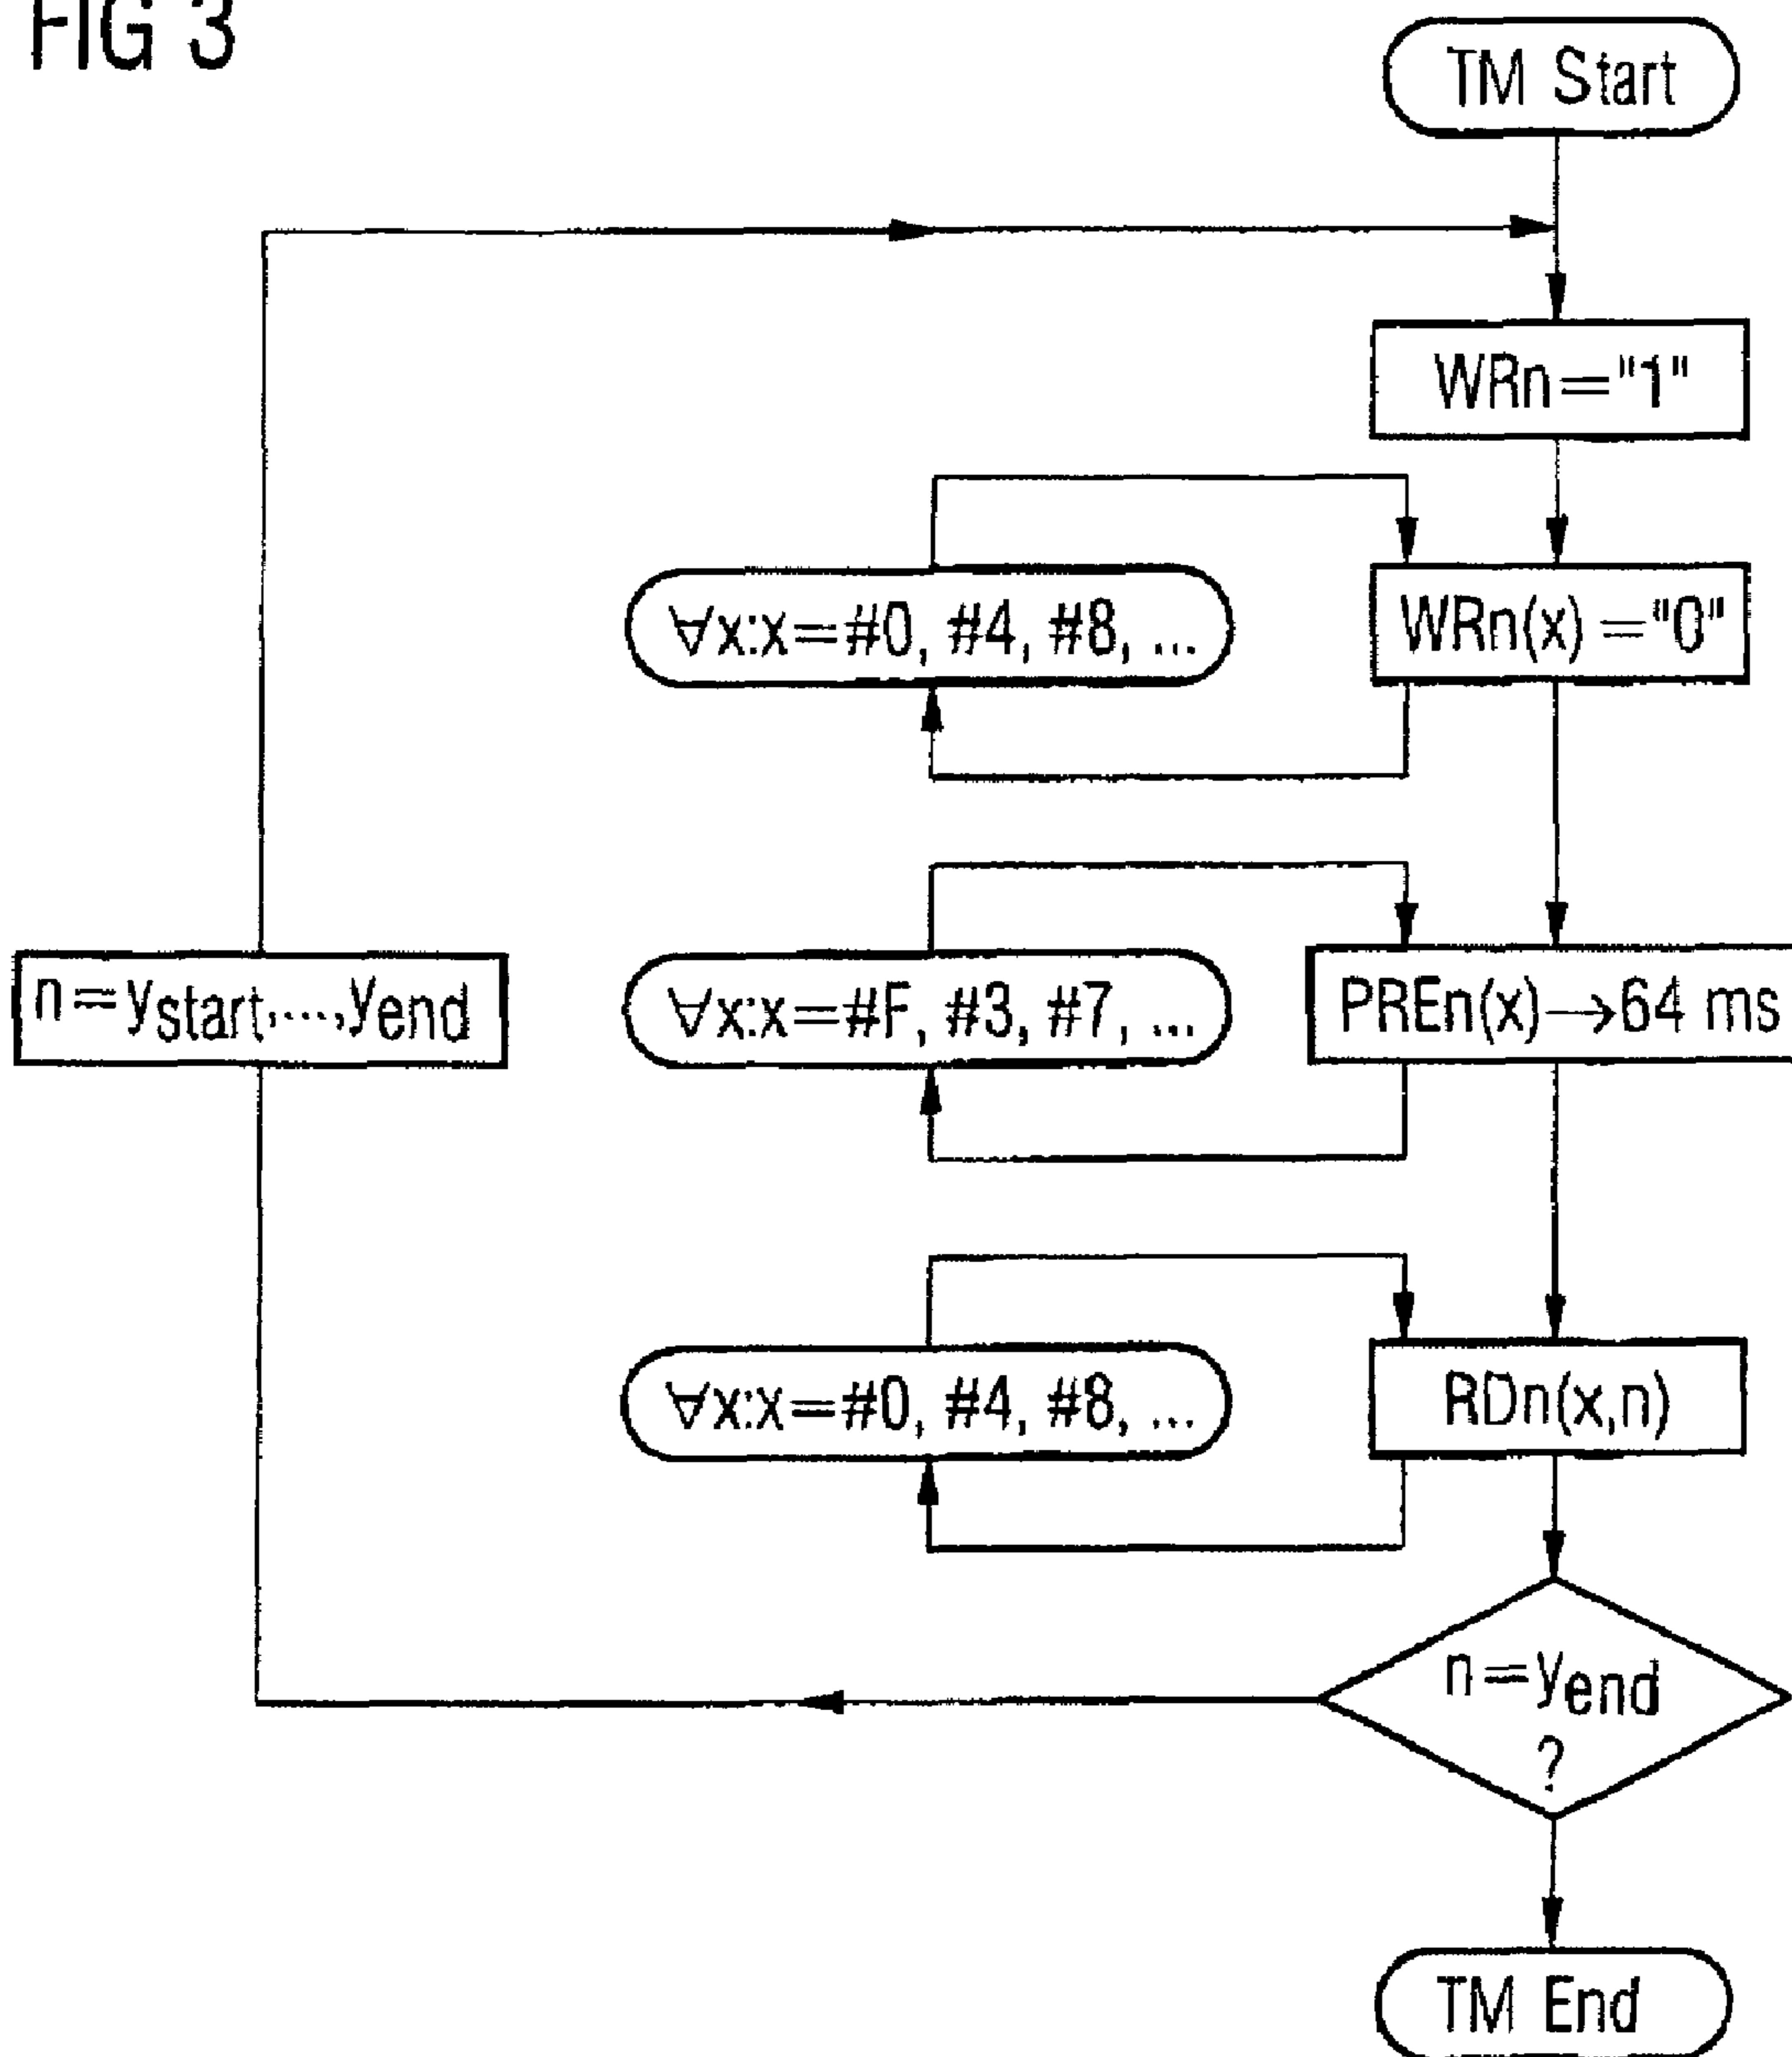 FIG 3
TM Start
WRn="1"
∀x:x=#0, #4, #8, ...
WRn(x)="0"
n=ystart,...,yend
∀x:x=#F, #3, #7, ...
PREn(x)→64 ms
∀x:x=#0, #4, #8, ...
RDn(x,n)
n=yend
?
TM End